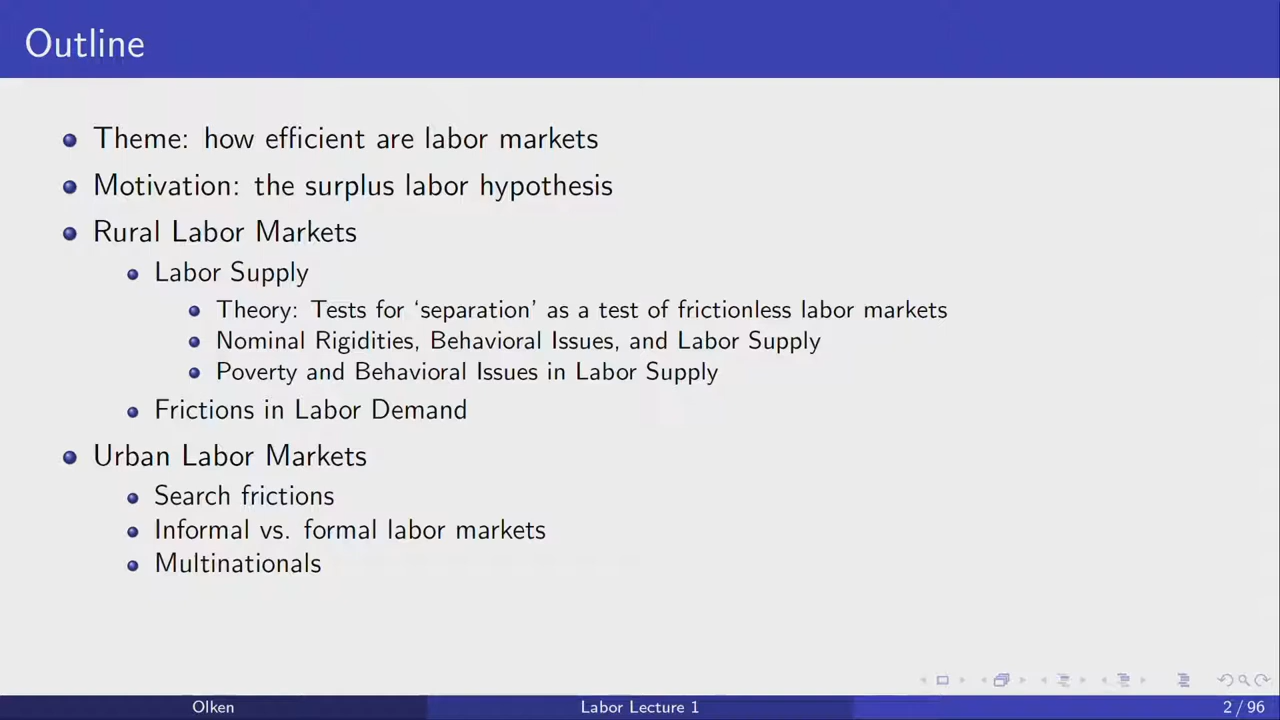 Outline
Theme: how efficient are labor markets
Motivation: the surplus labor hypothesis
Rural Labor Markets
Labor Supply
Theory: Tests for ‘separation’ as a test of frictionless labor markets
Nominal Rigidities, Behavioral Issues, and Labor Supply
Poverty and Behavioral Issues in Labor Supply
Frictions in Labor Demand
Urban Labor Markets
Search frictions
Informal vs. formal labor markets
Multinationals
Olken
Labor Lecture 1
2 / 96